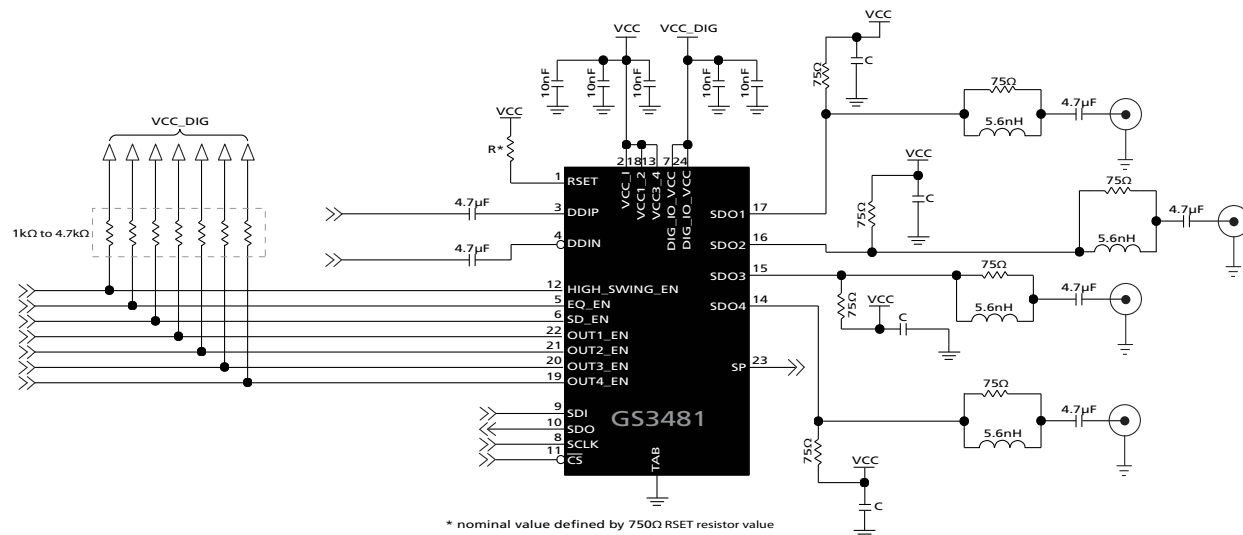 VCC
VCC VCC_DIG
75Ω C
10nF 10nF 10nF 10nF 10nF
75Ω
4.7µF
5.6nH
VCC_DIG
VCC
R*
2 18 13 7 24
VCC_I VCC1_2 VCC3_4 DIG_IO_VCC DIG_IO_VCC
1 RSET
VCC
75Ω C
75Ω
4.7µF
5.6nH
4.7µF
3 DDIP
SDO1 17
1kΩ to 4.7kΩ
4.7µF
4 DDIN
SDO2 16
SDO3 15
75Ω
4.7µF
5.6nH
75Ω VCC C
12 HIGH_SWING_EN
5 EQ_EN
SDO4 14
6 SD_EN
22 OUT1_EN
21 OUT2_EN
20 OUT3_EN
SP 23
19 OUT4_EN
75Ω
4.7µF
5.6nH
9 SDI
10 SDO
8 SCLK
11 CS
GS3481
TAB
75Ω
VCC
C
* nominal value defined by 750Ω RSET resistor value